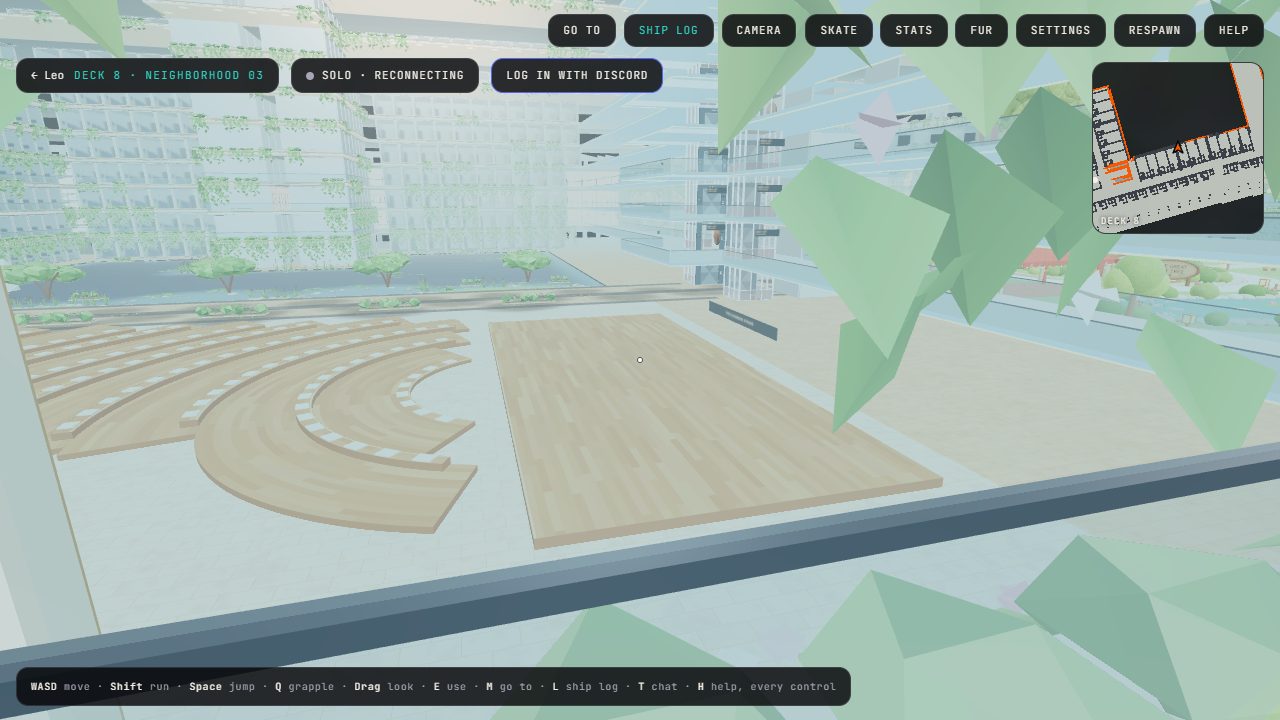 GO TO
SHIP LOG
CAMERA
SKATE
STATS
FUR
SETTINGS
RESPAWN
HELP
← Leo DECK 8 · NEIGHBORHOOD 03
SOLO · RECONNECTING
LOG IN WITH DISCORD
DECK 8
WASD move · Shift run · Space jump · Q grapple · Drag look · E use · M go to · L ship log · T chat · H help, every control